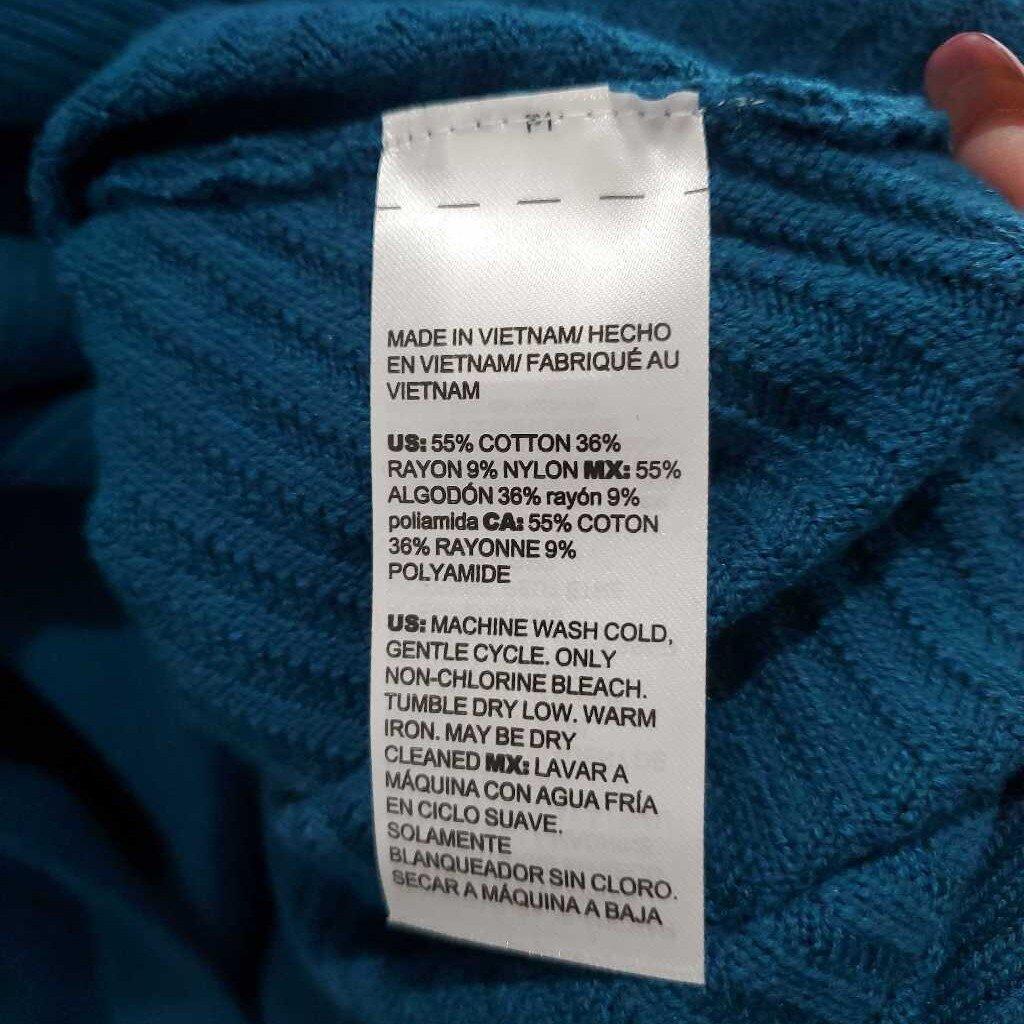 MADE IN VIETNAM/ HECHO
EN VIETNAM/ FABRIQUÉ AU
VIETNAM
US: 55% COTTON 36%
RAYON 9% NYLON MX: 55%
ALGODÓN 36% rayón 9%
poliamida CA: 55% COTON
36% RAYONNE 9%
POLYAMIDE
US: MACHINE WASH COLD,
GENTLE CYCLE. ONLY
NON-CHLORINE BLEACH.
TUMBLE DRY LOW. WARM
IRON. MAY BE DRY
CLEANED MX: LAVAR A
MÁQUINA CON AGUA FRÍA
EN CICLO SUAVE.
SOLAMENTE
BLANQUEADOR SIN CLORO.
SECAR A MÁQUINA A BAJA